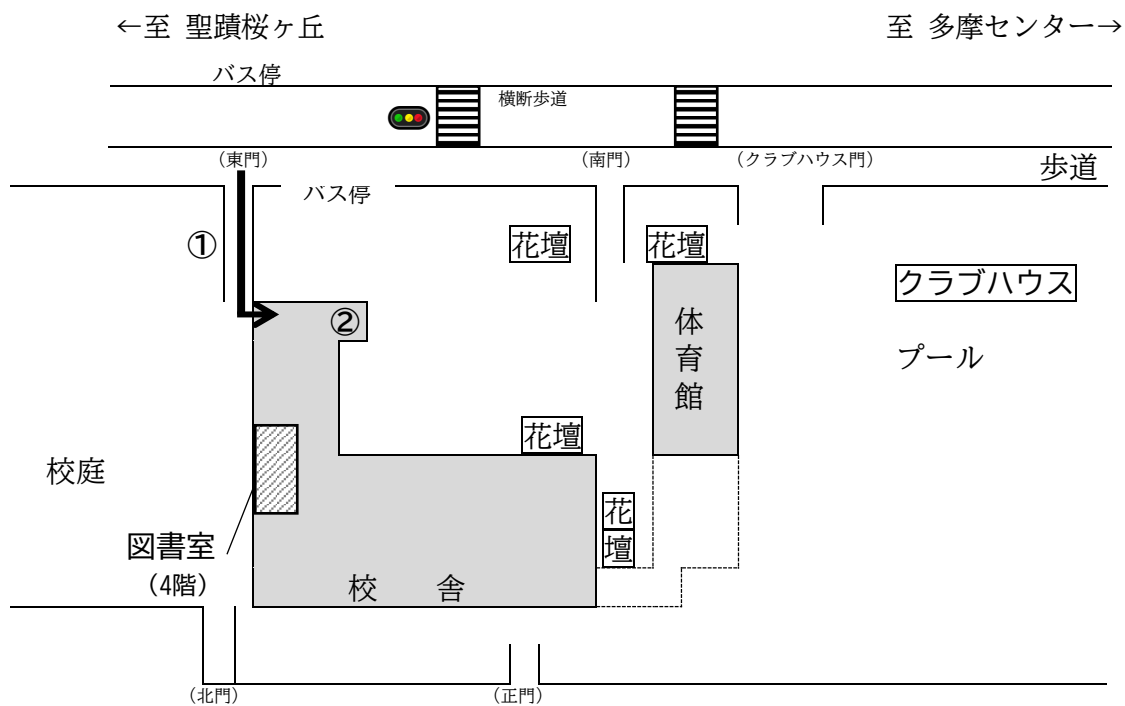 ←至 聖蹟桜ヶ丘
至 多摩センター→
バス停
横断歩道
（東門）
（南門）
（クラブハウス門）
歩道
バス停
①
花壇
花壇
クラブハウス
②
体育館
プール
花壇
校庭
花壇
図書室
（4階）
校 舎
（北門）
（正門）